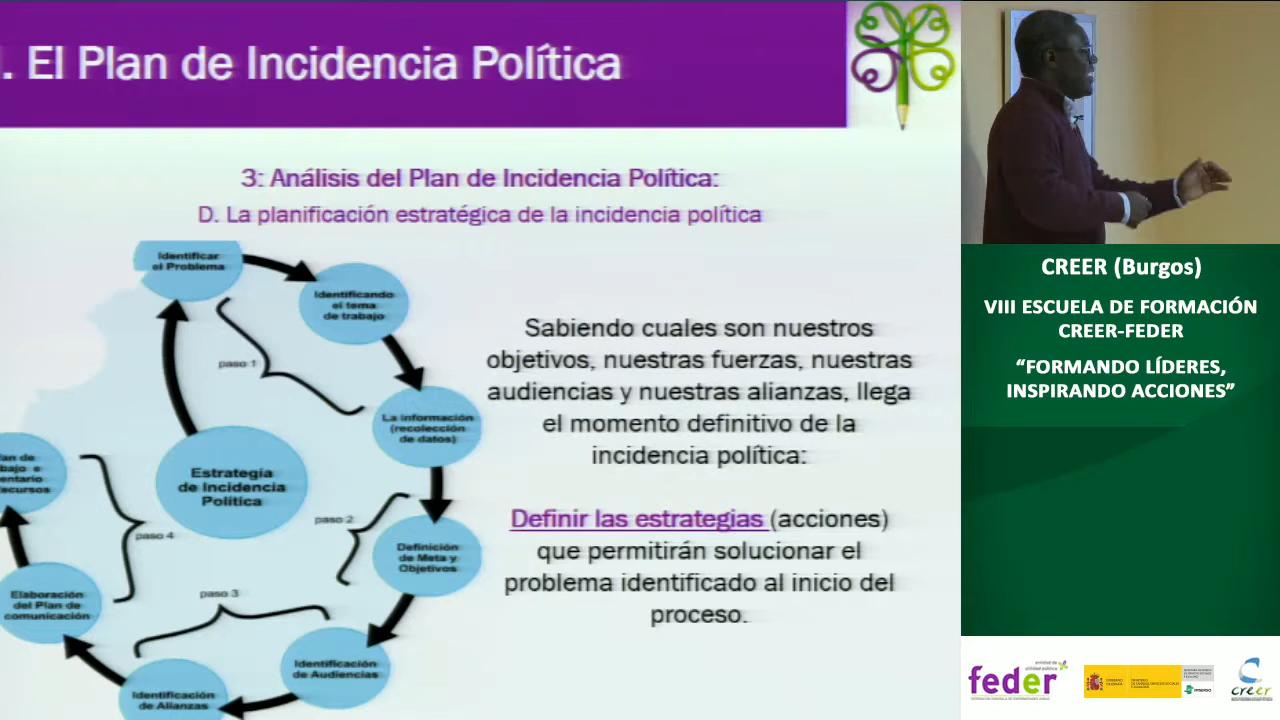 . El Plan de Incidencia Política
3: Análisis del Plan de Incidencia Política:
D. La planificación estratégica de la incidencia política
Identificar
el Problema
Identificando
el tema
de trabajo
paso 1
La información
(recolección
de datos)
Estrategia
de Incidencia
Política
paso 2
Definición
de Meta y
Objetivos
paso 3
Identificación
de Audiencias
Identificación
de Alianzas
Elaboración
del Plan de
comunicación
paso 4
an de
bajo e
entario
ecursos
Sabiendo cuales son nuestros
objetivos, nuestras fuerzas, nuestras
audiencias y nuestras alianzas, llega
el momento definitivo de la
incidencia política:
Definir las estrategias (acciones)
que permitirán solucionar el
problema identificado al inicio del
proceso.
CREER (Burgos)
VIII ESCUELA DE FORMACIÓN
CREER-FEDER
“FORMANDO LÍDERES,
INSPIRANDO ACCIONES”
feder
creer